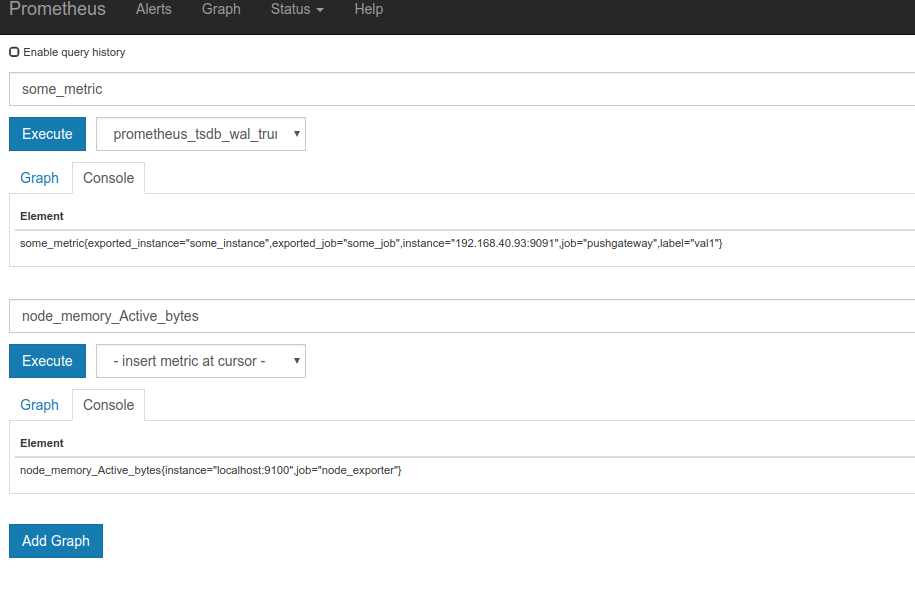 Prometheus Alerts Graph Status Help
Enable query history
some_metric
Execute prometheus_tsdb_wal_trun
Graph Console
Element
some_metric{exported_instance="some_instance",exported_job="some_job",instance="192.168.40.93:9091",job="pushgateway",label="val1"}
node_memory_Active_bytes
Execute - insert metric at cursor -
Graph Console
Element
node_memory_Active_bytes{instance="localhost:9100",job="node_exporter"}
Add Graph